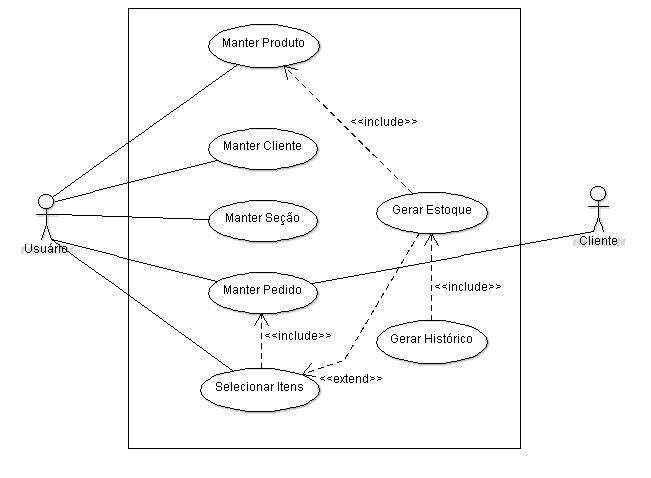 Manter Produto
<<include>>
Manter Cliente
Gerar Estoque
Manter Seção
Usuário
Cliente
Manter Pedido
<<include>>
<<include>>
Gerar Histórico
<<extend>>
Selecionar Itens